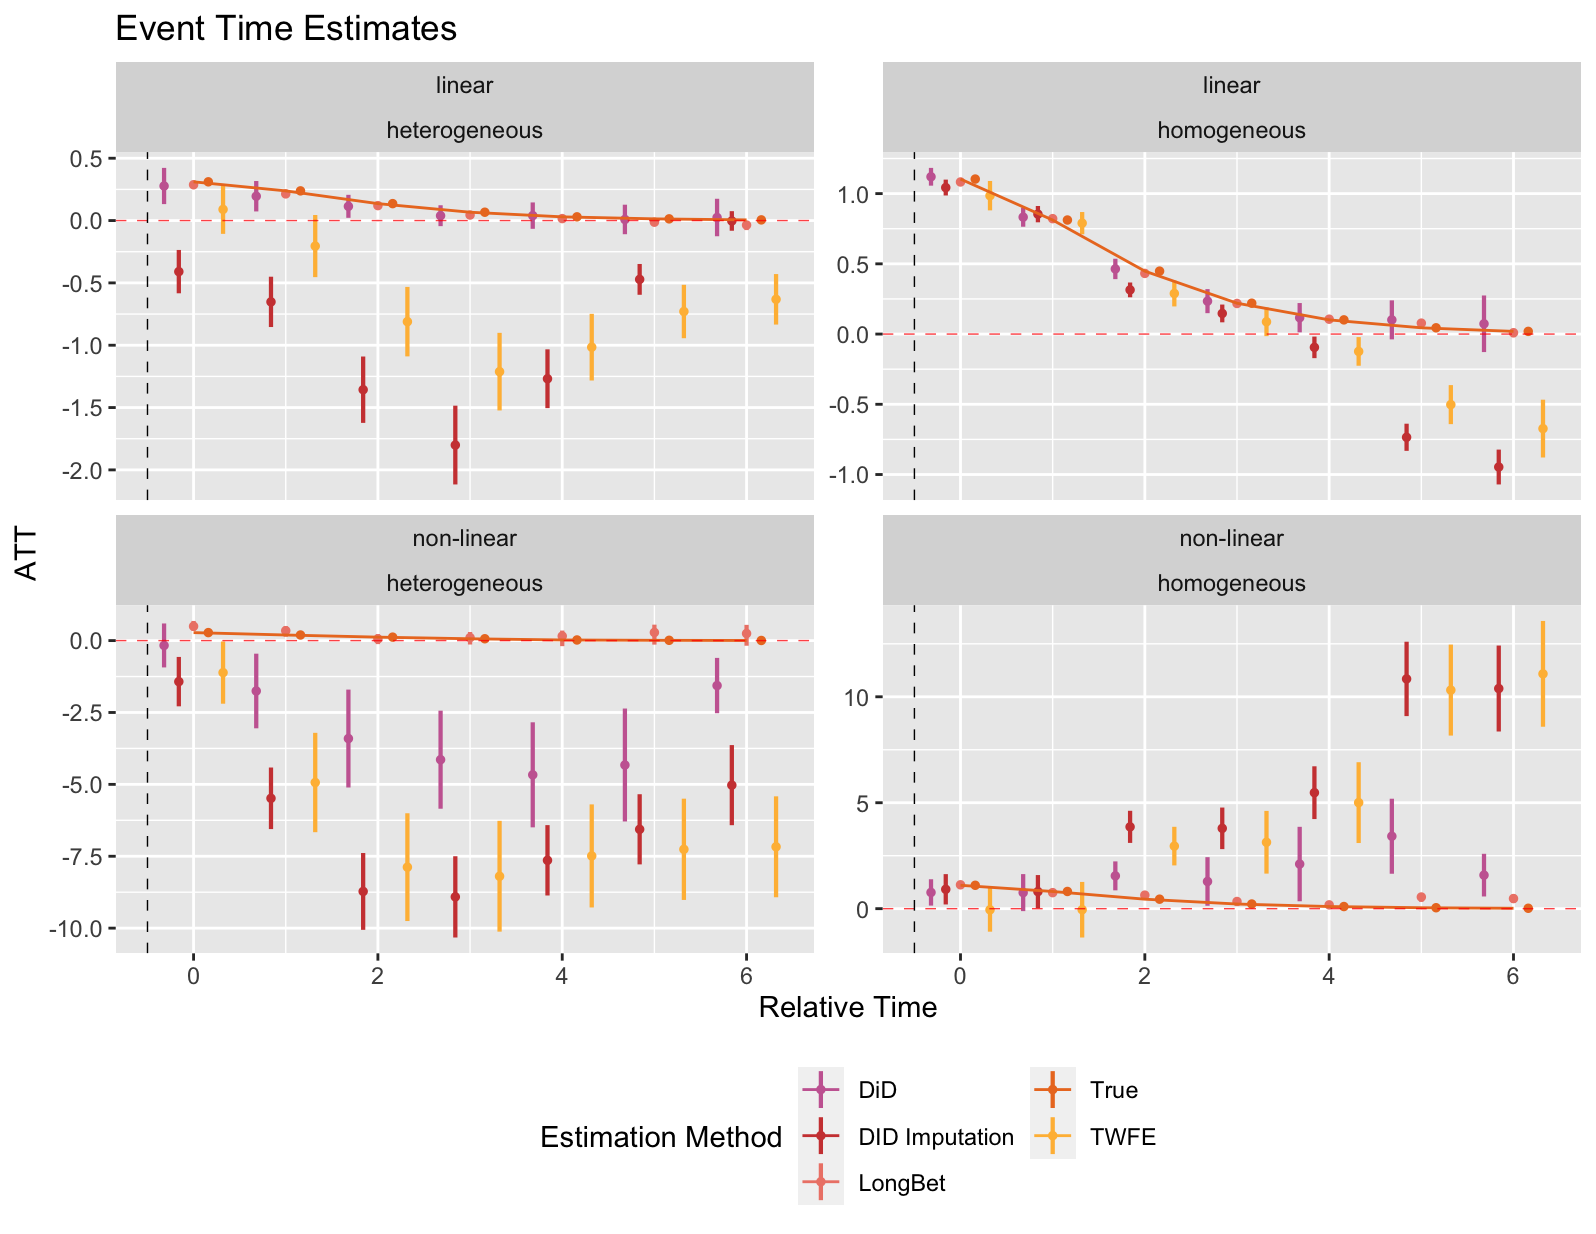 Event Time Estimates
linear
heterogeneous
linear
homogeneous
0.5
0.0
-0.5
-1.0
-1.5
-2.0
1.0
0.5
0.0
-0.5
-1.0
ATT
non-linear
heterogeneous
non-linear
homogeneous
0.0
-2.5
-5.0
-7.5
-10.0
10
5
0
0 2 4 6
0 2 4 6
Relative Time
Estimation Method
DiD
DID Imputation
LongBet
True
TWFE